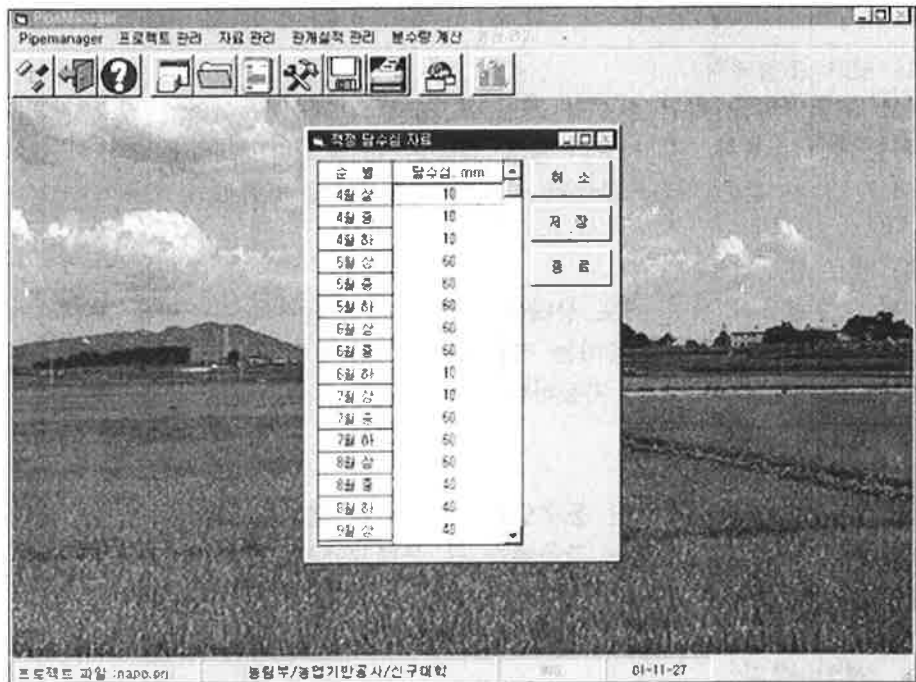 PipeManager
Pipemanager 프로젝트 관리 자료 관리 관개실적 관리 분수량 계산
적정 담수심 자료
순 별 담수심, mm
4월 상 10
4월 중 10
4월 하 10
5월 상 60
5월 중 60
5월 하 60
6월 상 60
6월 중 60
6월 하 10
7월 상 10
7월 중 60
7월 하 60
8월 상 60
8월 중 40
8월 하 40
9월 상 40
취 소
저 장
종 료
프로젝트 파일 :napo.prj 농림부/농업기반공사/신구대학 01-11-27